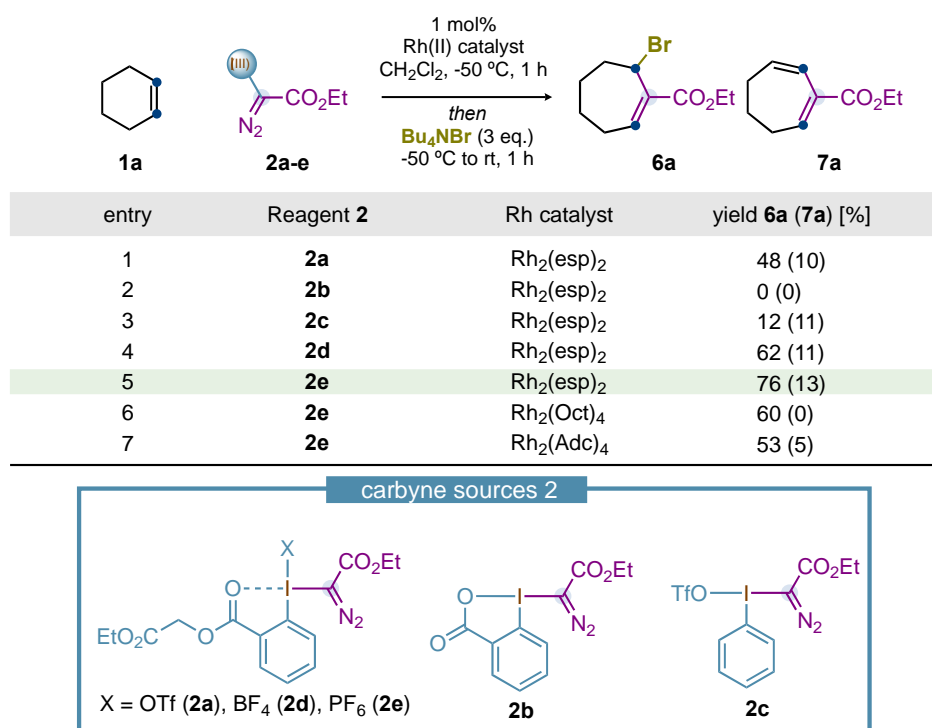 1 mol%
Rh(II) catalyst
CH₂Cl₂, -50 ºC, 1 h
then
Bu₄NBr (3 eq.)
-50 ºC to rt, 1 h
[III]
CO₂Et
N₂
Br
CO₂Et
CO₂Et
1a 2a-e 6a 7a
entry Reagent 2 Rh catalyst yield 6a (7a) [%]
1 2a Rh₂(esp)₂ 48 (10)
2 2b Rh₂(esp)₂ 0 (0)
3 2c Rh₂(esp)₂ 12 (11)
4 2d Rh₂(esp)₂ 62 (11)
5 2e Rh₂(esp)₂ 76 (13)
6 2e Rh₂(Oct)₄ 60 (0)
7 2e Rh₂(Adc)₄ 53 (5)
carbyne sources 2
X
CO₂Et
O I
N₂
EtO₂C O
X = OTf (2a), BF₄ (2d), PF₆ (2e)
CO₂Et
O I
N₂
O
2b
CO₂Et
TfO I
N₂
2c